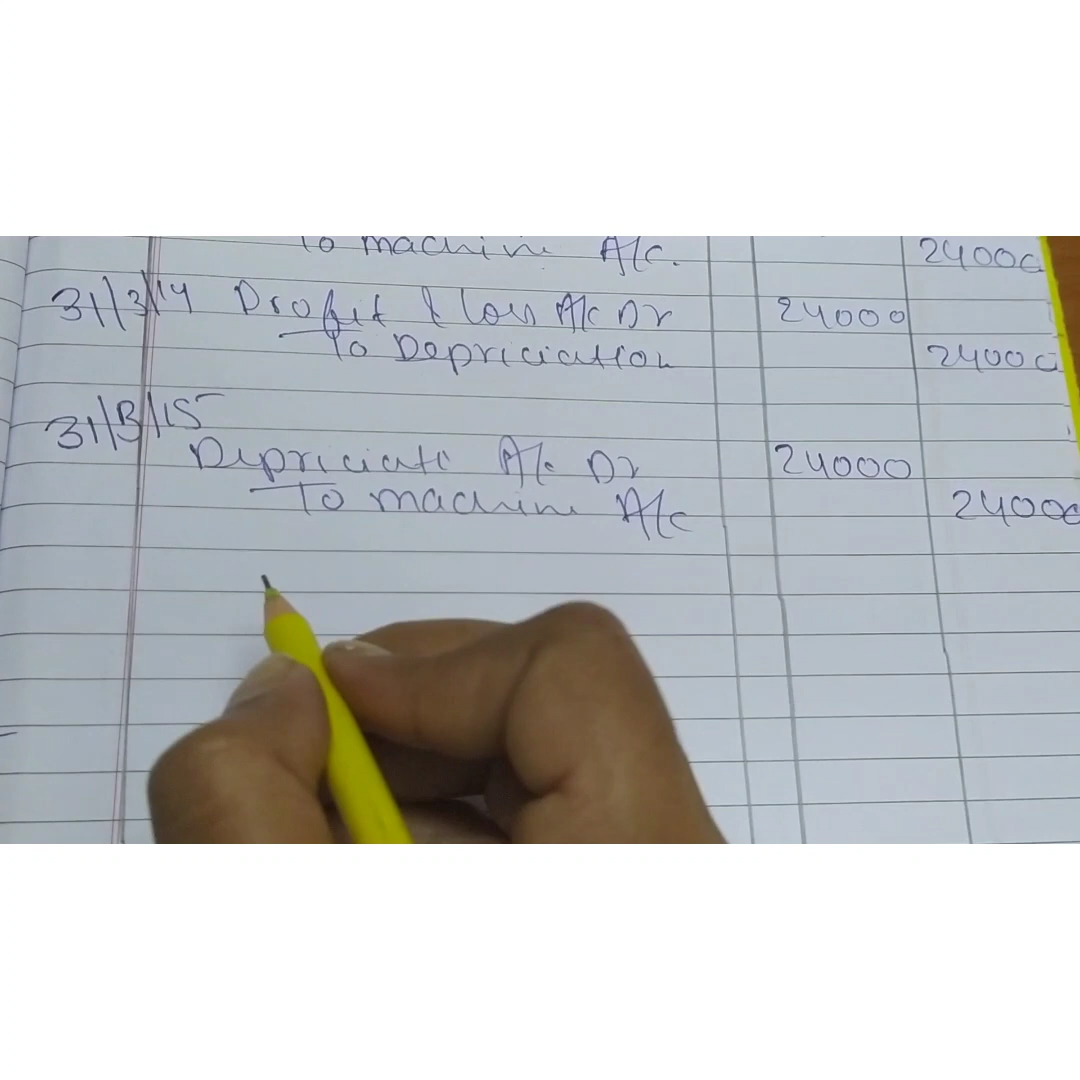 To machine A/c. 24000
31/3/14 Profit & loss A/c Dr 24000
To Depriciation 24000
31/3/15
Depriciati A/c Dr 24000
To machine A/c 24000